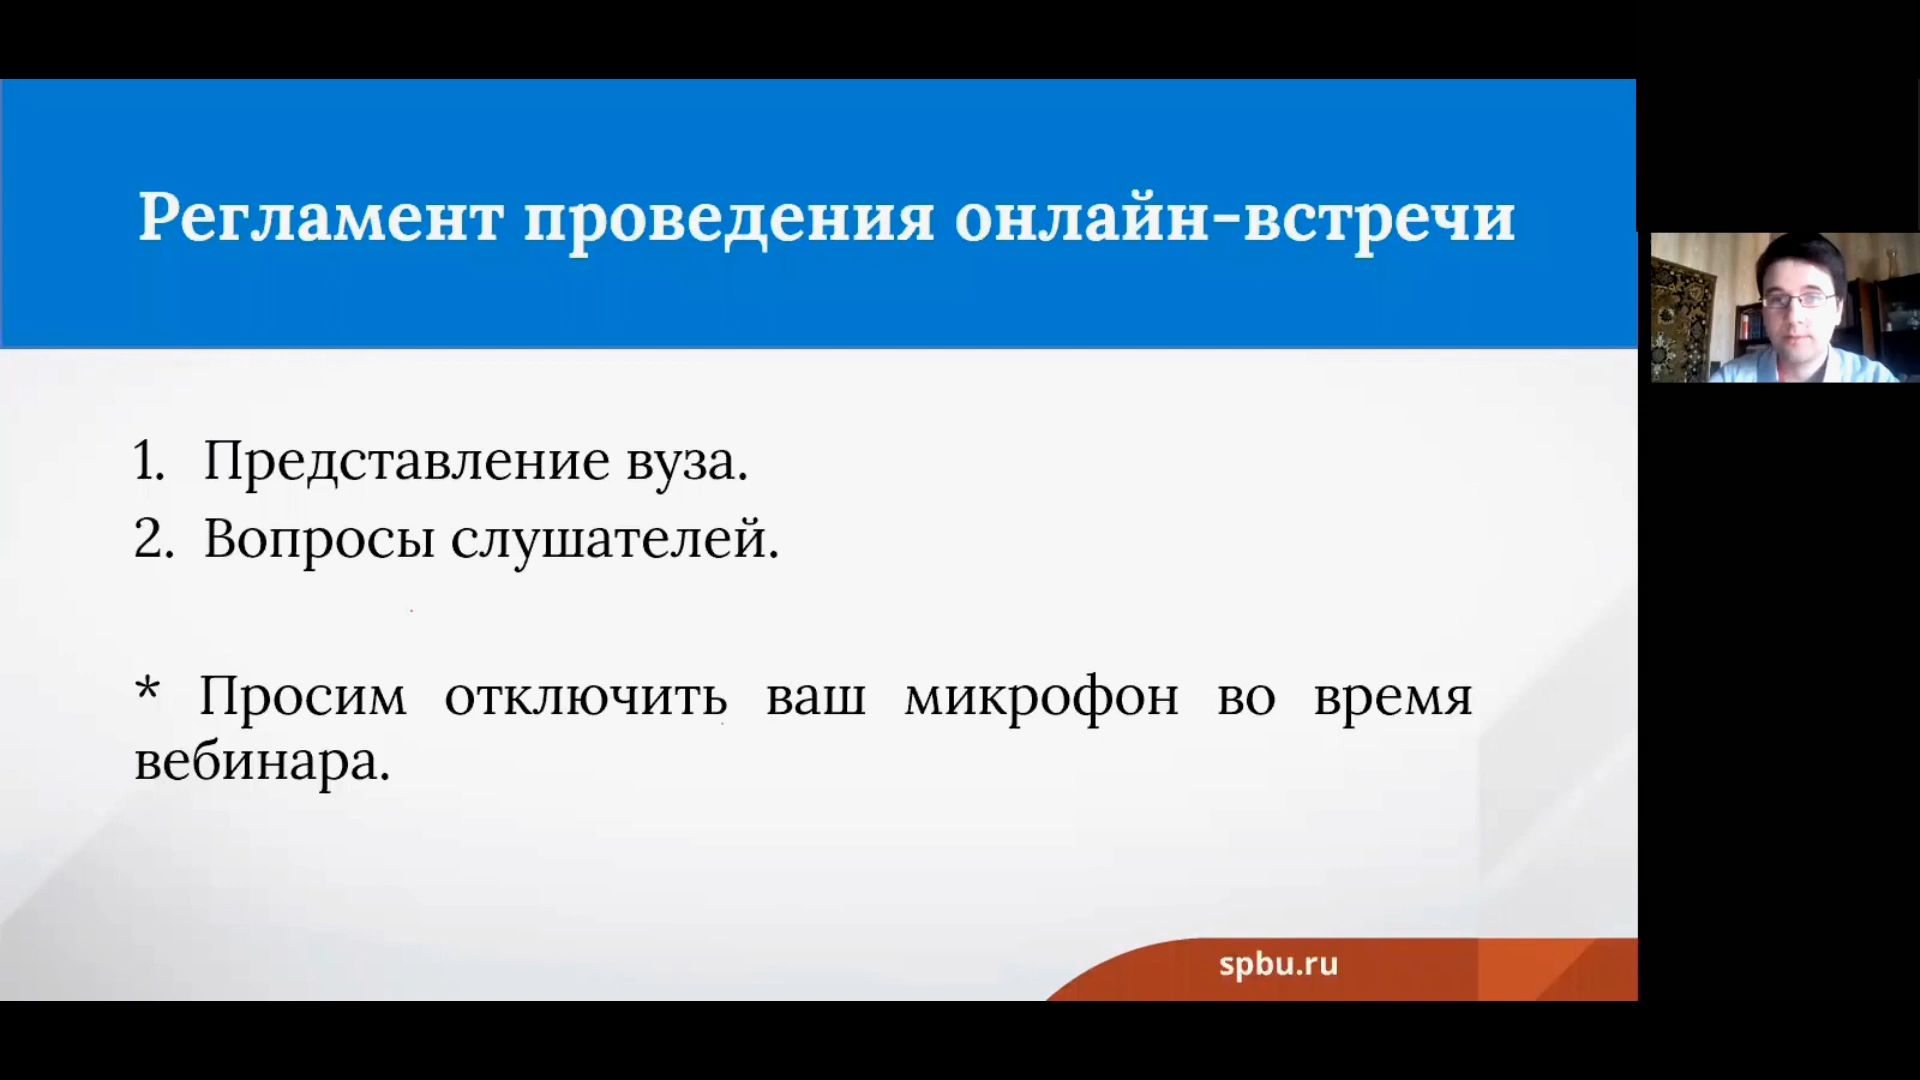 Регламент проведения онлайн-встречи
1. Представление вуза.
2. Вопросы слушателей.
* Просим отключить ваш микрофон во время
вебинара.
spbu.ru